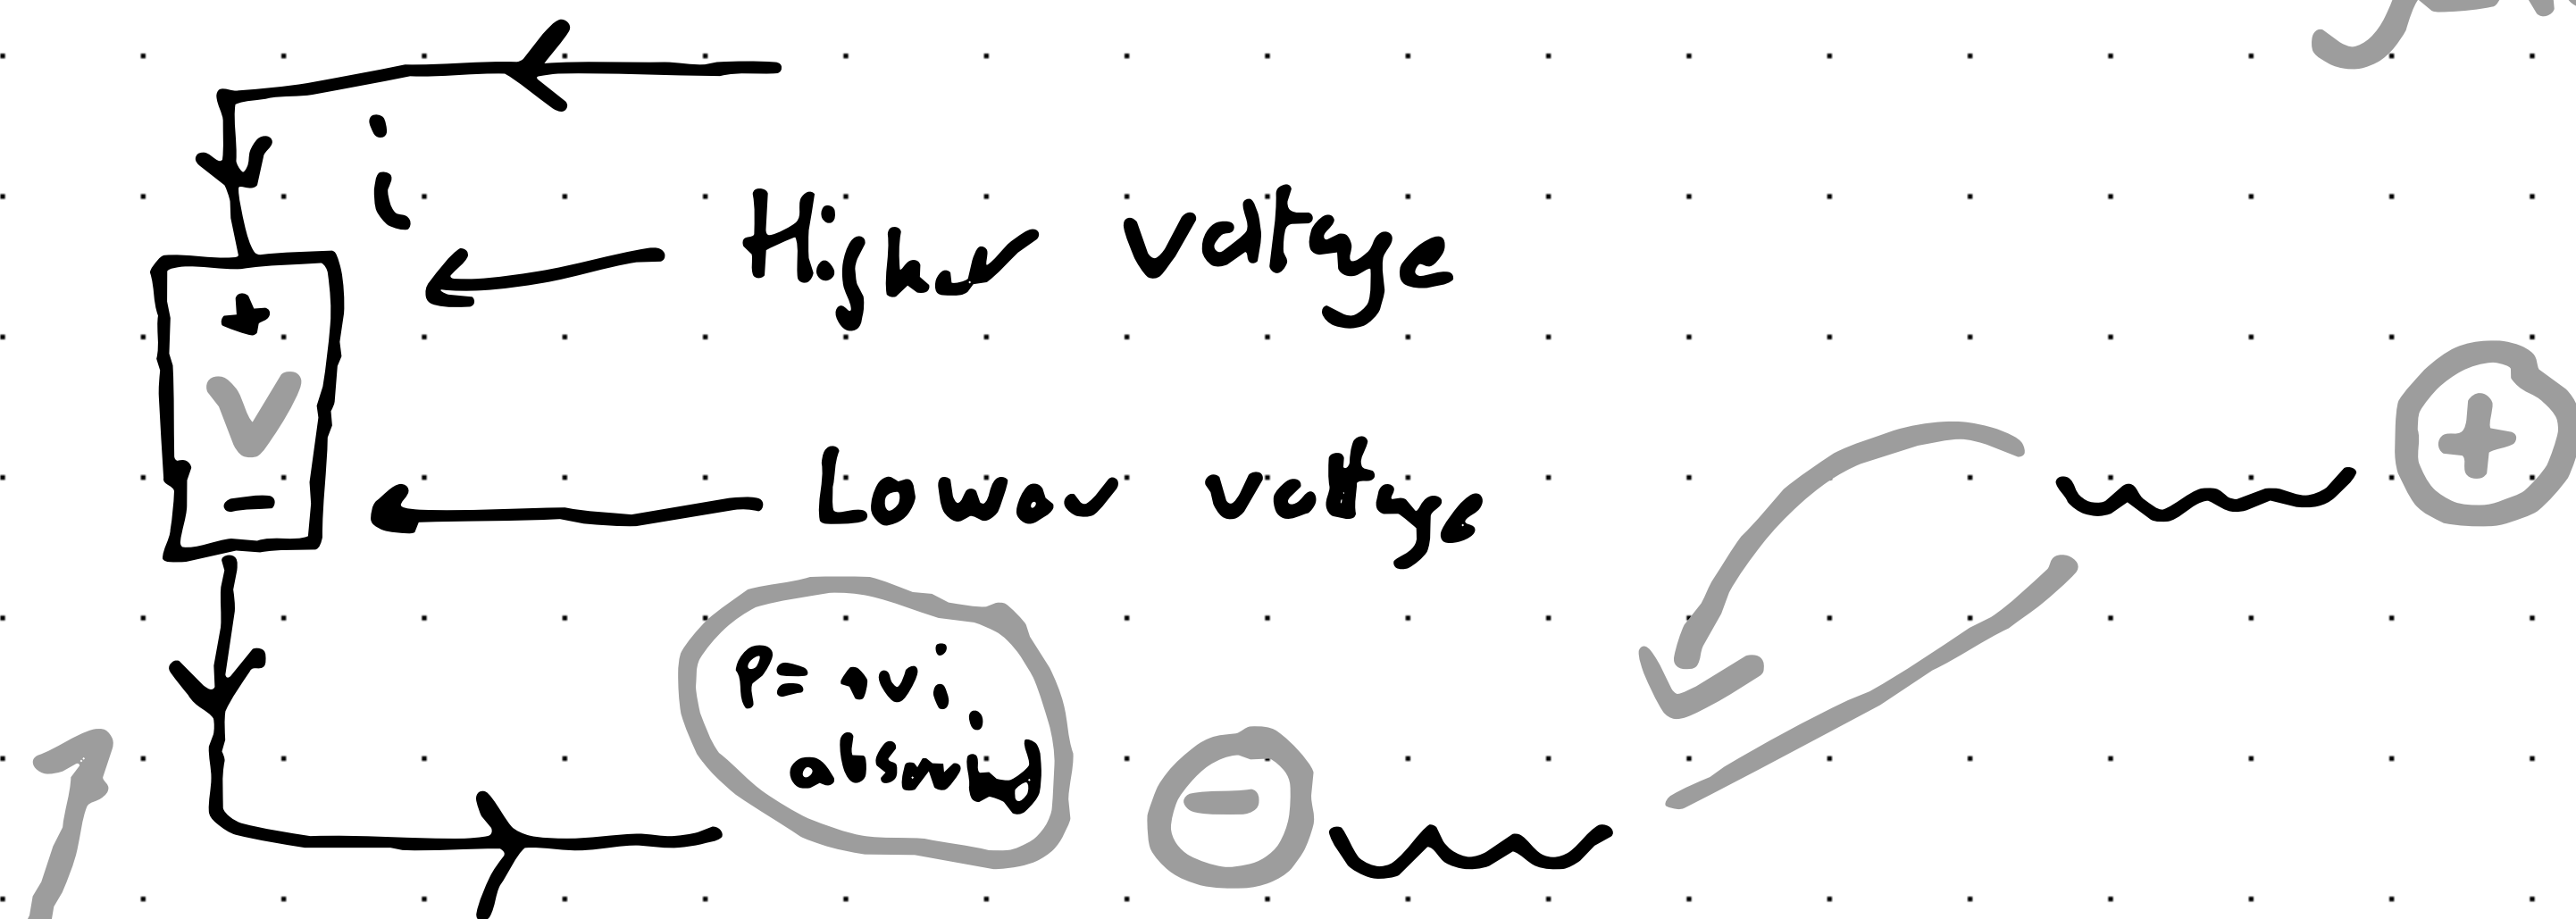 i
Higher voltage
+
V
Lower voltage
+
-
P= vi
absorbed
-